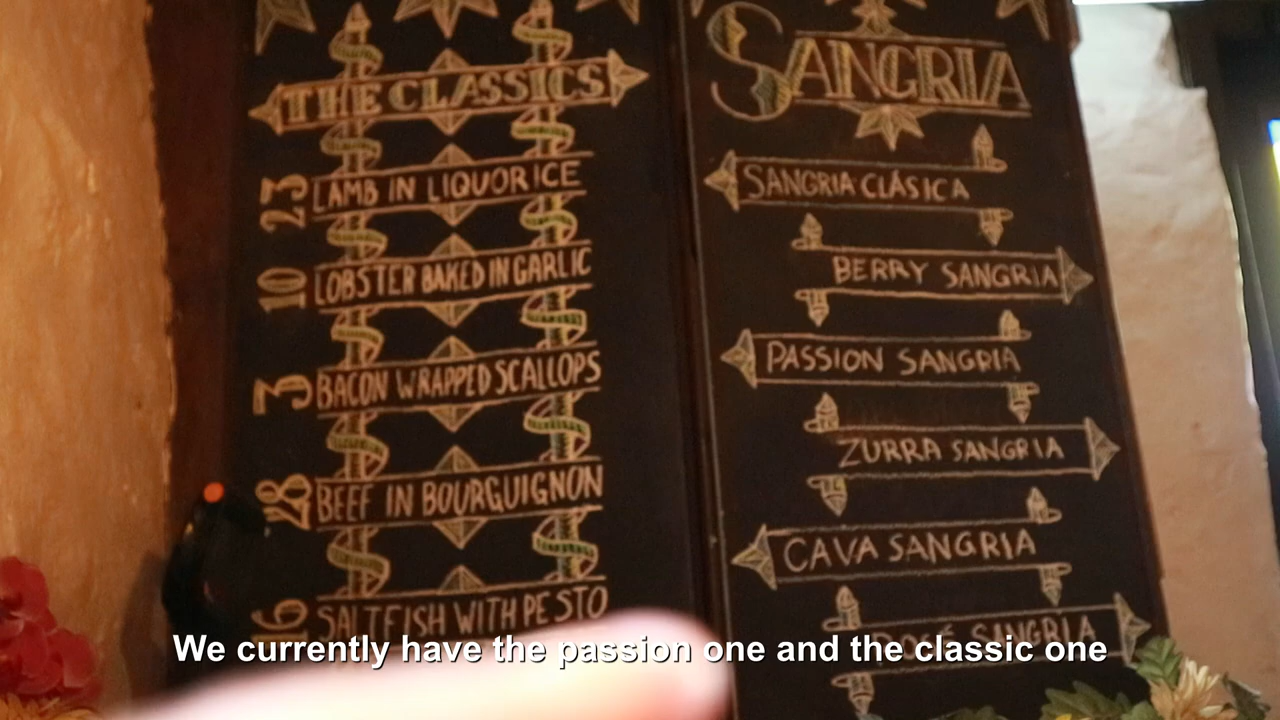 THE CLASSICS
23 LAMB IN LIQUORICE
10 LOBSTER BAKED IN GARLIC
3 BACON WRAPPED SCALLOPS
28 BEEF IN BOURGUIGNON
16 SALTFISH WITH PESTO
SANGRIA
SANGRIA CLÁSICA
BERRY SANGRIA
PASSION SANGRIA
ZURRA SANGRIA
CAVA SANGRIA
ROSÉ SANGRIA
We currently have the passion one and the classic one